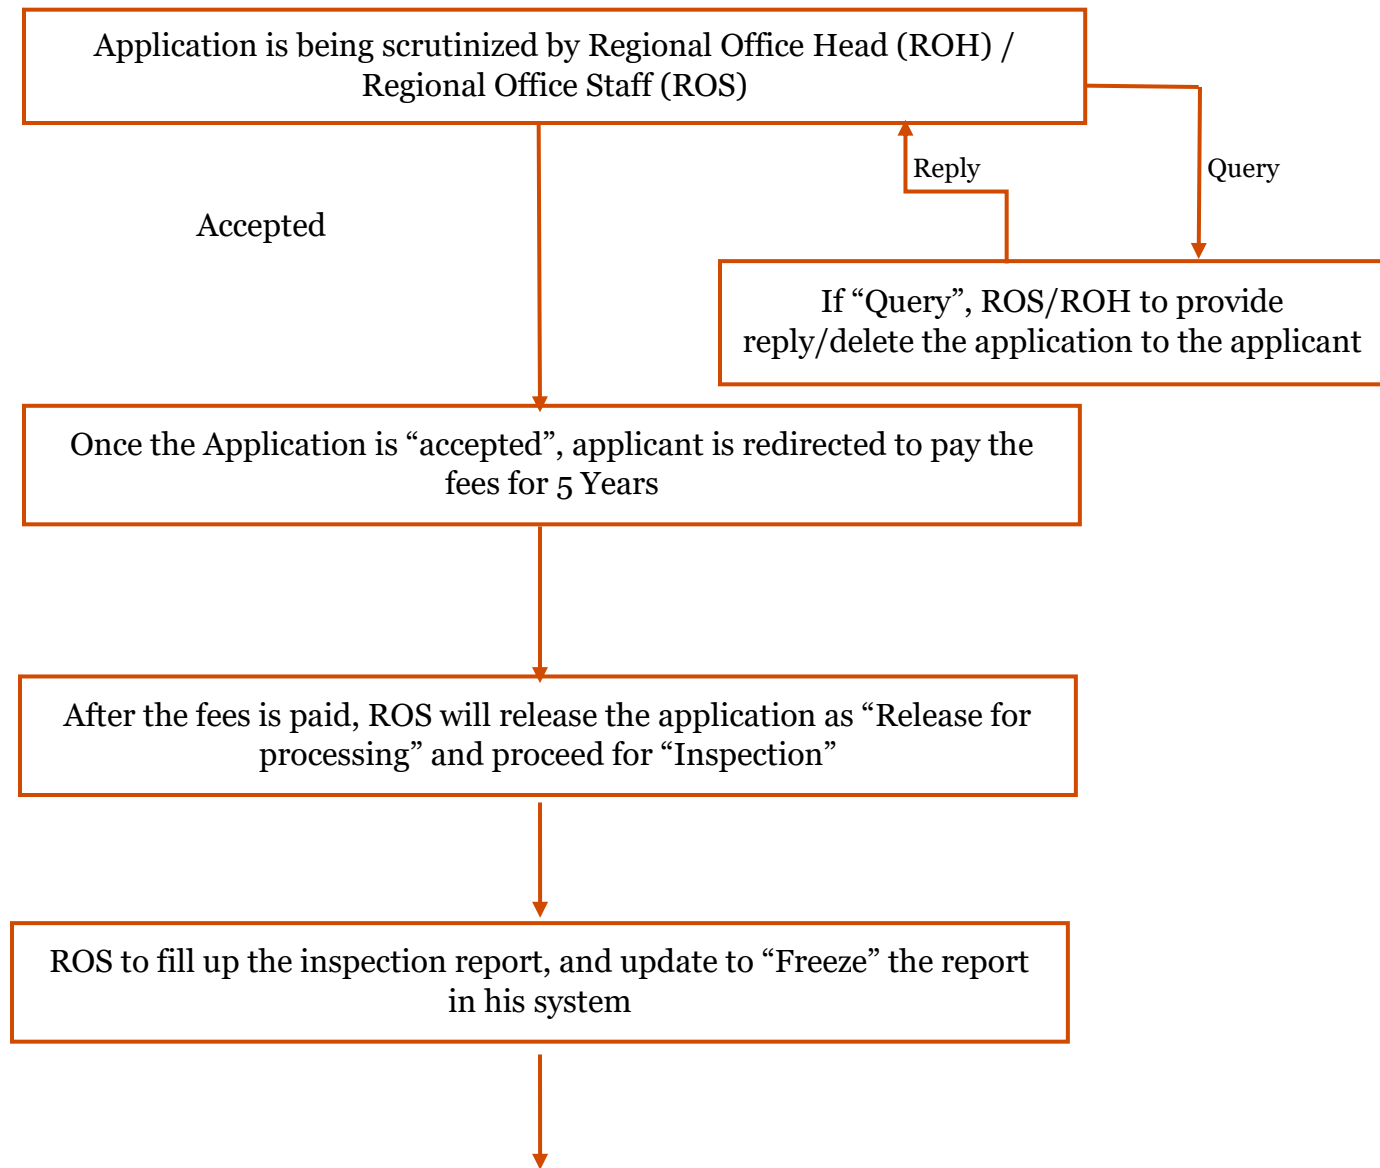 Application is being scrutinized by Regional Office Head (ROH) /
Regional Office Staff (ROS)
Reply
Query
Accepted
If “Query”, ROS/ROH to provide
reply/delete the application to the applicant
Once the Application is “accepted”, applicant is redirected to pay the
fees for 5 Years
After the fees is paid, ROS will release the application as “Release for
processing” and proceed for “Inspection”
ROS to fill up the inspection report, and update to “Freeze” the report
in his system